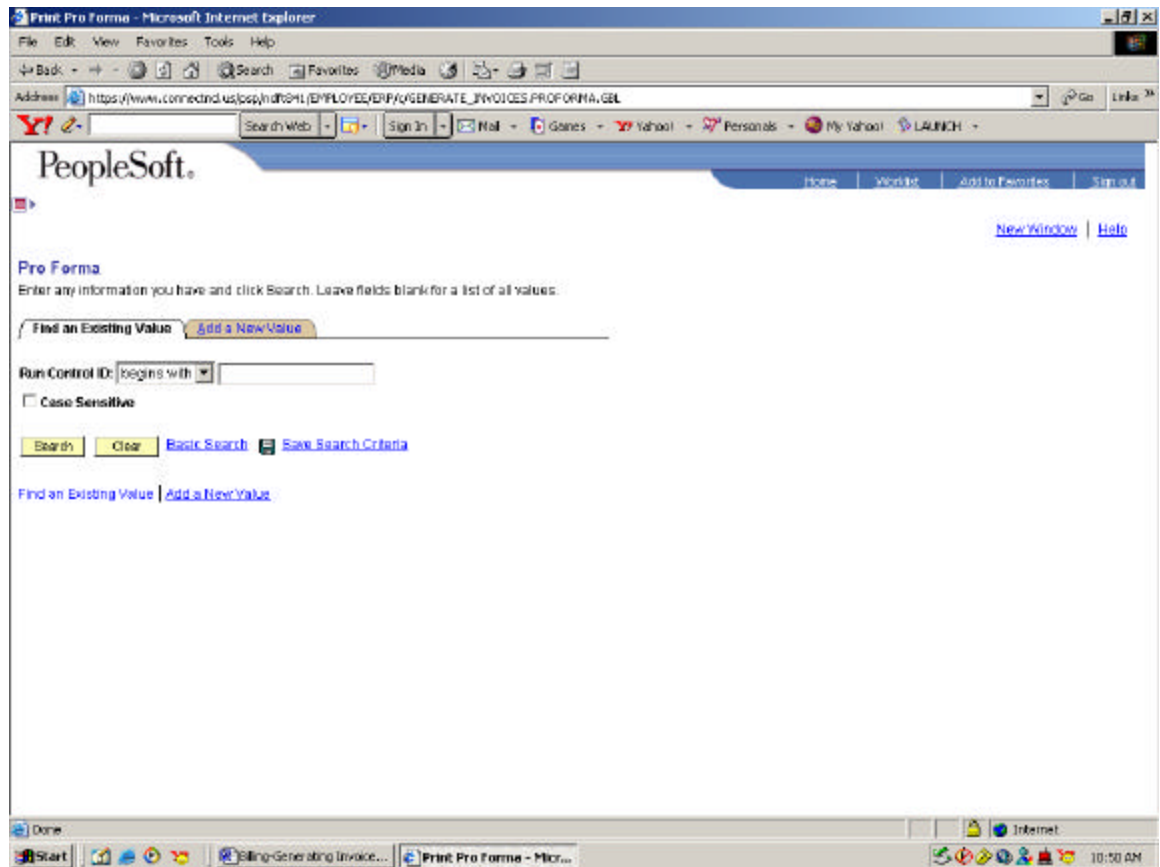 Print Pro Forma - Microsoft Internet Explorer
File Edit View Favorites Tools Help
Back Search Favorites Media
Address https://www.connectnd.us/psp/ndft841/EMPLOYEE/ERP/c/GENERATE_INVOICES.PROFORMA.GBL Go Links »
Y! Search Web Sign In Mail Games Yahoo! Personals My Yahoo! LAUNCH
PeopleSoft.
Home Worklist Add to Favorites Sign out
New Window Help
Pro Forma
Enter any information you have and click Search. Leave fields blank for a list of all values.
Find an Existing Value Add a New Value
Run Control ID: begins with
Case Sensitive
Search Clear Basic Search Save Search Criteria
Find an Existing Value | Add a New Value
Done Internet
Start Billing-Generating Invoice... Print Pro Forma - Micr... 10:50 AM